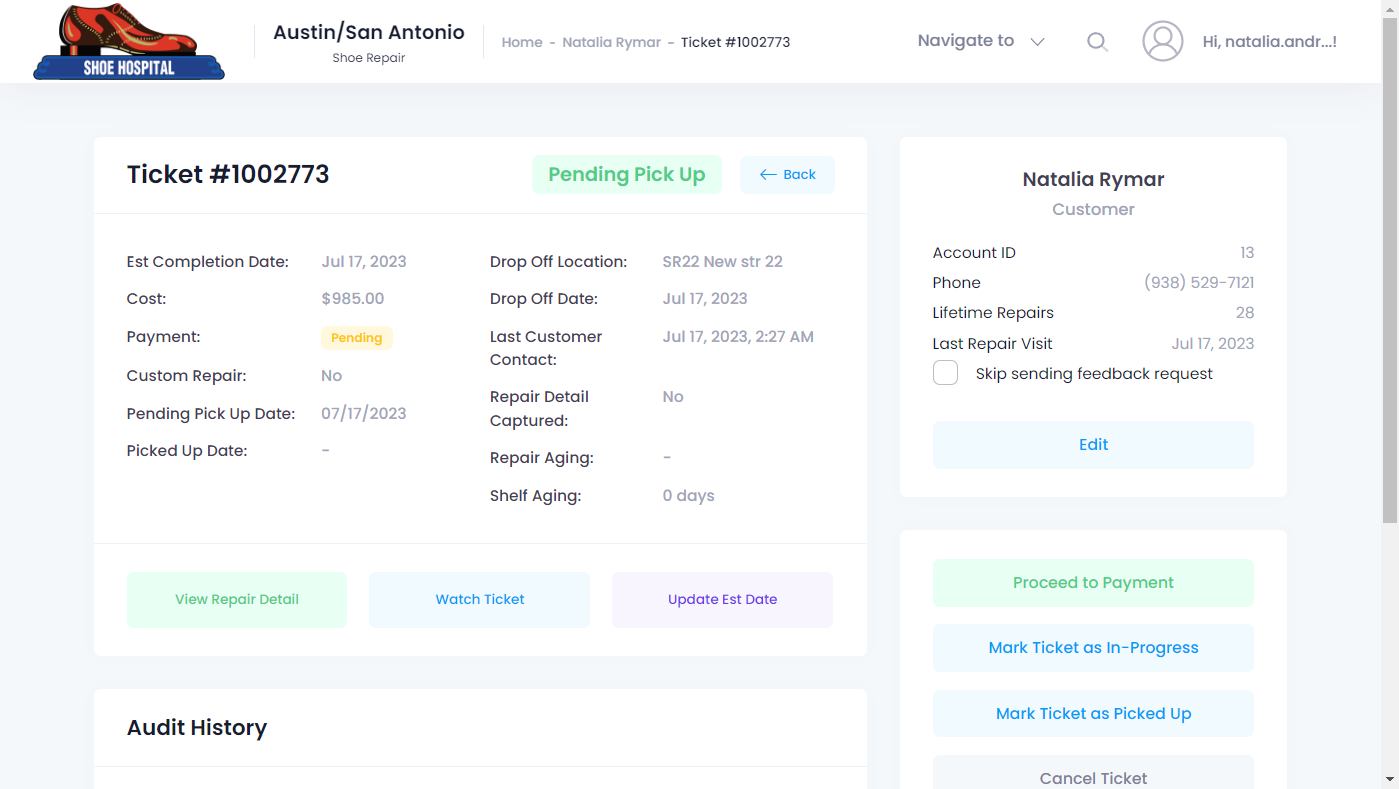 SHOE HOSPITAL
Austin/San Antonio
Shoe Repair
Home - Natalia Rymar - Ticket #1002773
Navigate to
Hi, natalia.andr...!
Ticket #1002773
Pending Pick Up
Back
Est Completion Date: Jul 17, 2023
Cost: $985.00
Payment: Pending
Custom Repair: No
Pending Pick Up Date: 07/17/2023
Picked Up Date: -
Drop Off Location: SR22 New str 22
Drop Off Date: Jul 17, 2023
Last Customer Jul 17, 2023, 2:27 AM
Contact:
Repair Detail No
Captured:
Repair Aging: -
Shelf Aging: 0 days
View Repair Detail
Watch Ticket
Update Est Date
Audit History
Natalia Rymar
Customer
Account ID 13
Phone (938) 529-7121
Lifetime Repairs 28
Last Repair Visit Jul 17, 2023
Skip sending feedback request
Edit
Proceed to Payment
Mark Ticket as In-Progress
Mark Ticket as Picked Up
Cancel Ticket